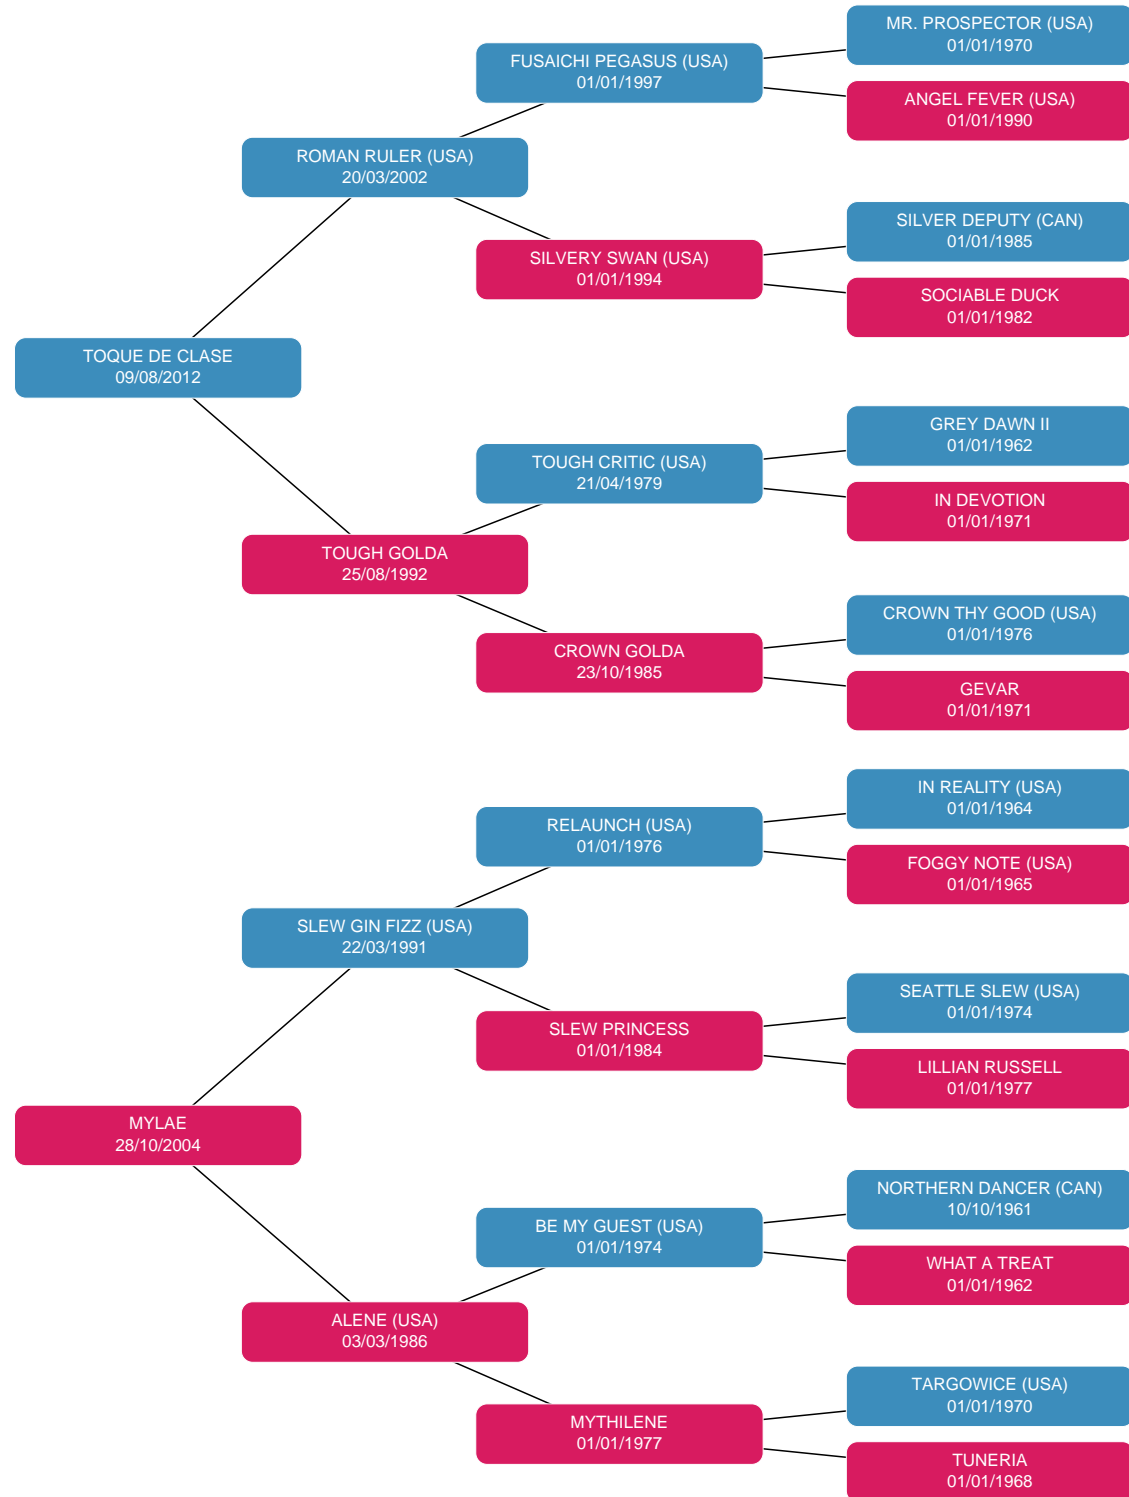 MR. PROSPECTOR (USA)
01/01/1970
FUSAICHI PEGASUS (USA)
01/01/1997
ANGEL FEVER (USA)
01/01/1990
ROMAN RULER (USA)
20/03/2002
SILVER DEPUTY (CAN)
01/01/1985
SILVERY SWAN (USA)
01/01/1994
SOCIABLE DUCK
01/01/1982
TOQUE DE CLASE
09/08/2012
GREY DAWN II
01/01/1962
TOUGH CRITIC (USA)
21/04/1979
IN DEVOTION
01/01/1971
TOUGH GOLDA
25/08/1992
CROWN THY GOOD (USA)
01/01/1976
CROWN GOLDA
23/10/1985
GEVAR
01/01/1971
IN REALITY (USA)
01/01/1964
RELAUNCH (USA)
01/01/1976
FOGGY NOTE (USA)
01/01/1965
SLEW GIN FIZZ (USA)
22/03/1991
SEATTLE SLEW (USA)
01/01/1974
SLEW PRINCESS
01/01/1984
LILLIAN RUSSELL
01/01/1977
MYLAE
28/10/2004
NORTHERN DANCER (CAN)
10/10/1961
BE MY GUEST (USA)
01/01/1974
WHAT A TREAT
01/01/1962
ALENE (USA)
03/03/1986
TARGOWICE (USA)
01/01/1970
MYTHILENE
01/01/1977
TUNERIA
01/01/1968